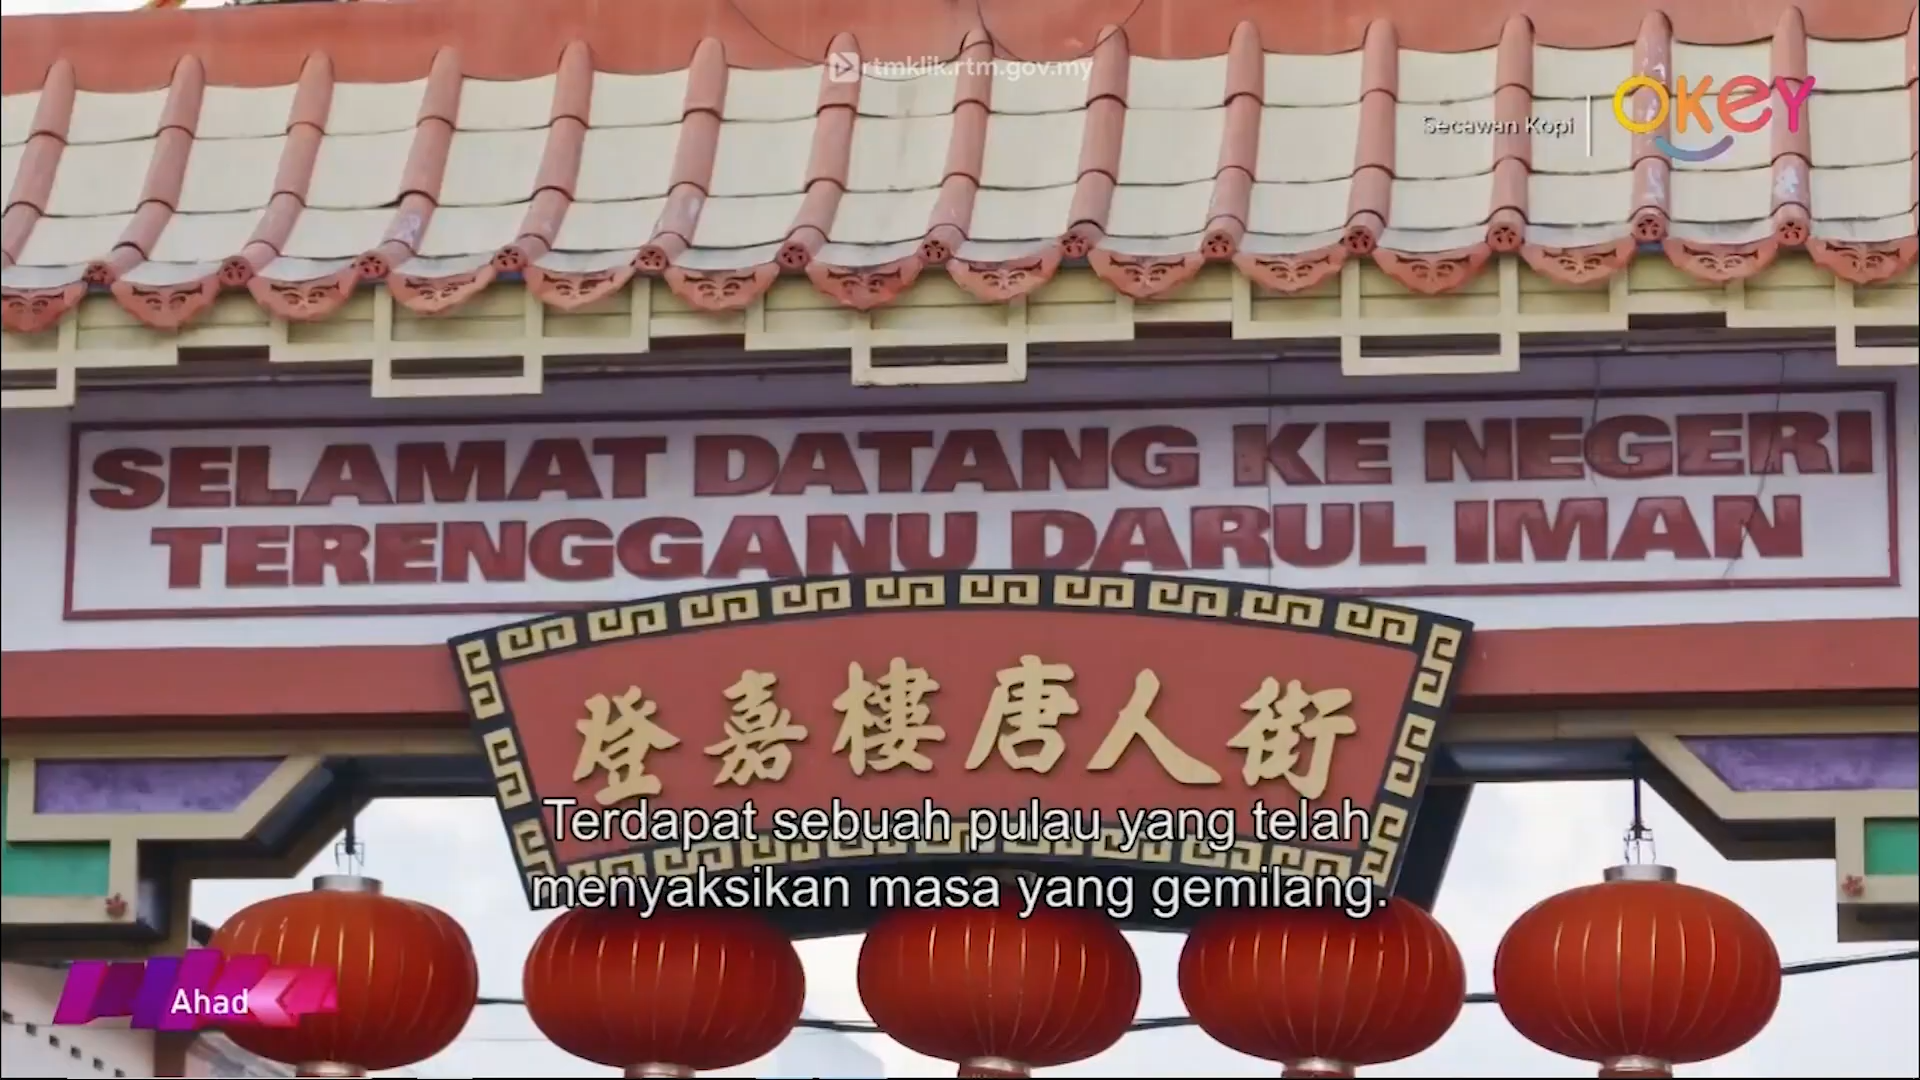 rtmklik.rtm.gov.my
Secawan Kopi
OKEY
SELAMAT DATANG KE NEGERI
TERENGGANU DARUL IMAN
登嘉樓唐人街
Terdapat sebuah pulau yang telah
menyaksikan masa yang gemilang.
Ahad